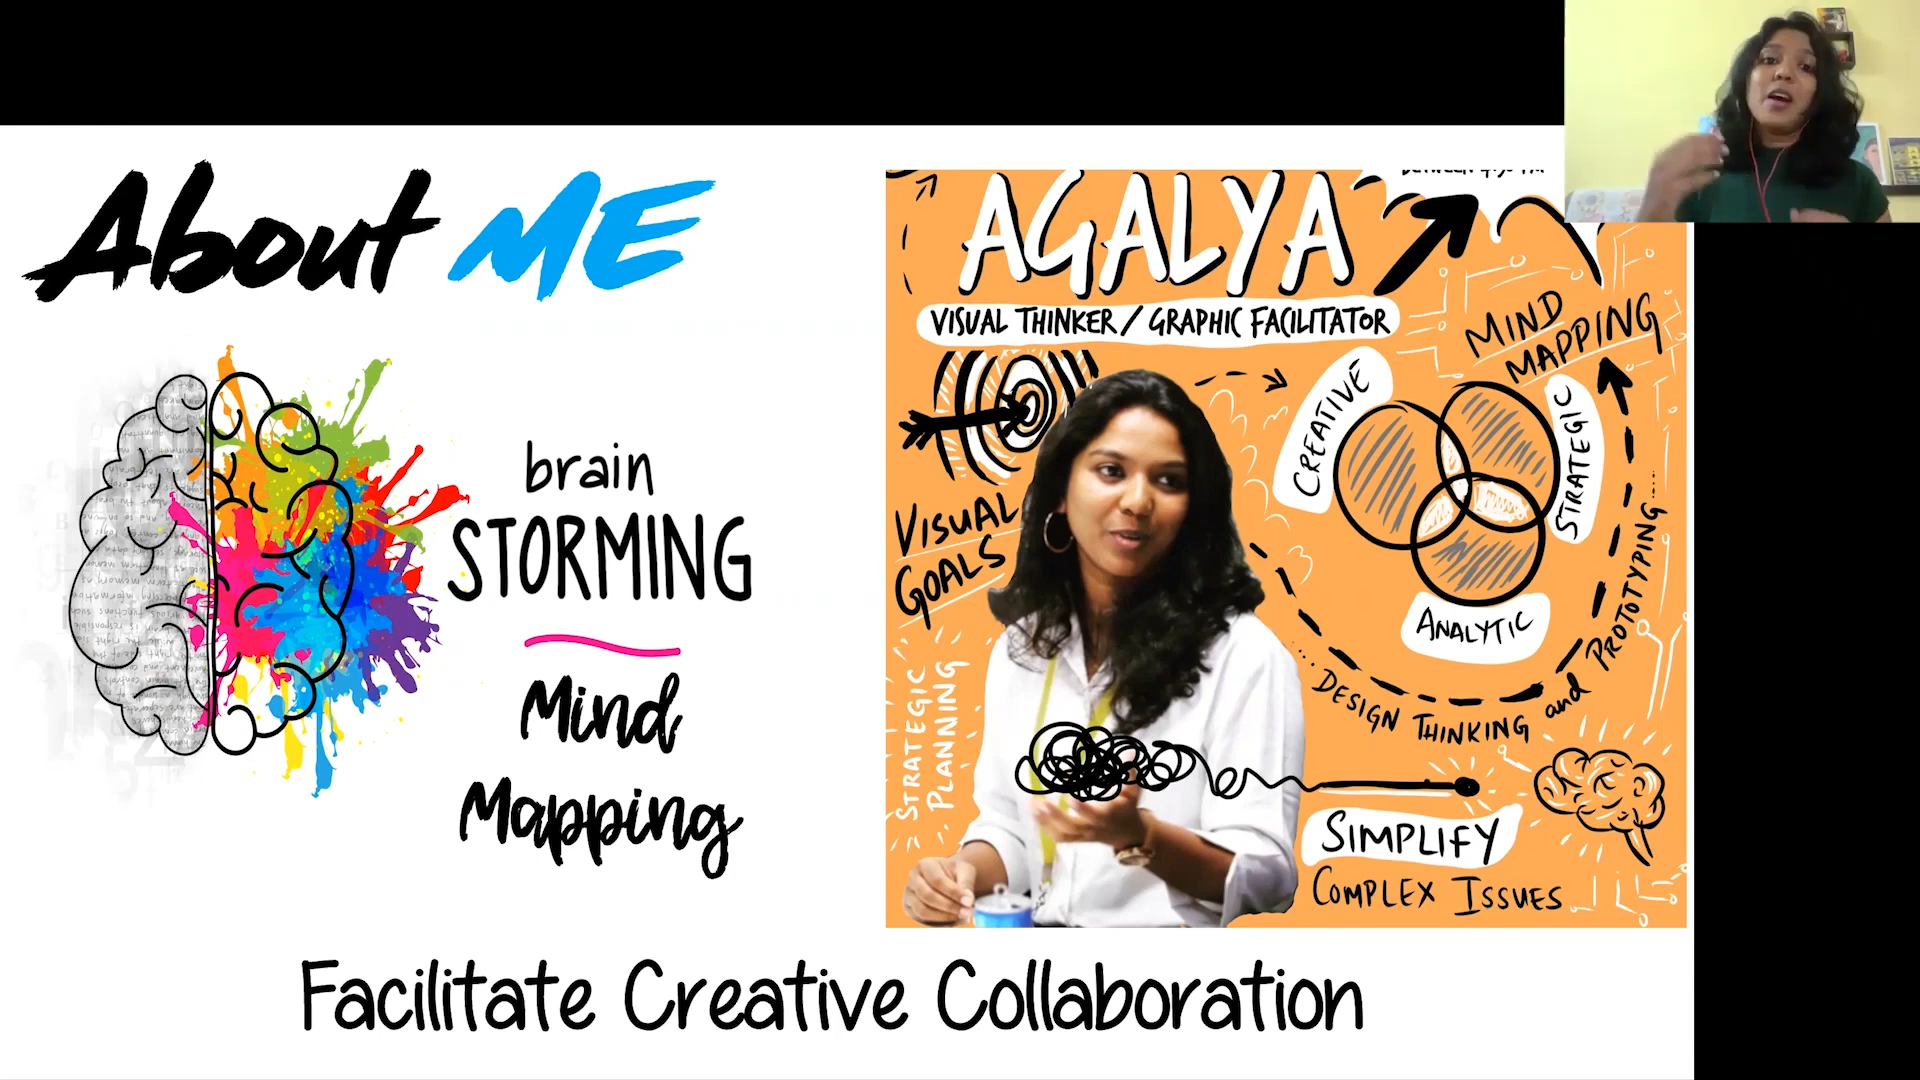 About ME
brain
STORMING
Mind
Mapping
AGALYA
VISUAL THINKER / GRAPHIC FACILITATOR
MIND
MAPPING
CREATIVE
STRATEGIC
ANALYTIC
VISUAL
GOALS
STRATEGIC
PLANNING
DESIGN THINKING and PROTOTYPING
SIMPLIFY
COMPLEX ISSUES
Facilitate Creative Collaboration